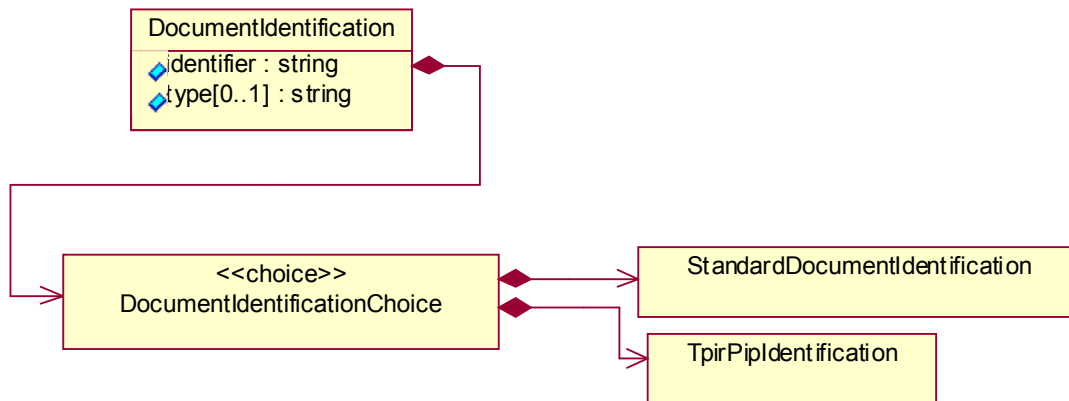 DocumentIdentification
identifier : string
type[0..1] : string
<<choice>>
DocumentIdentificationChoice
StandardDocumentIdentification
TpirPipIdentification